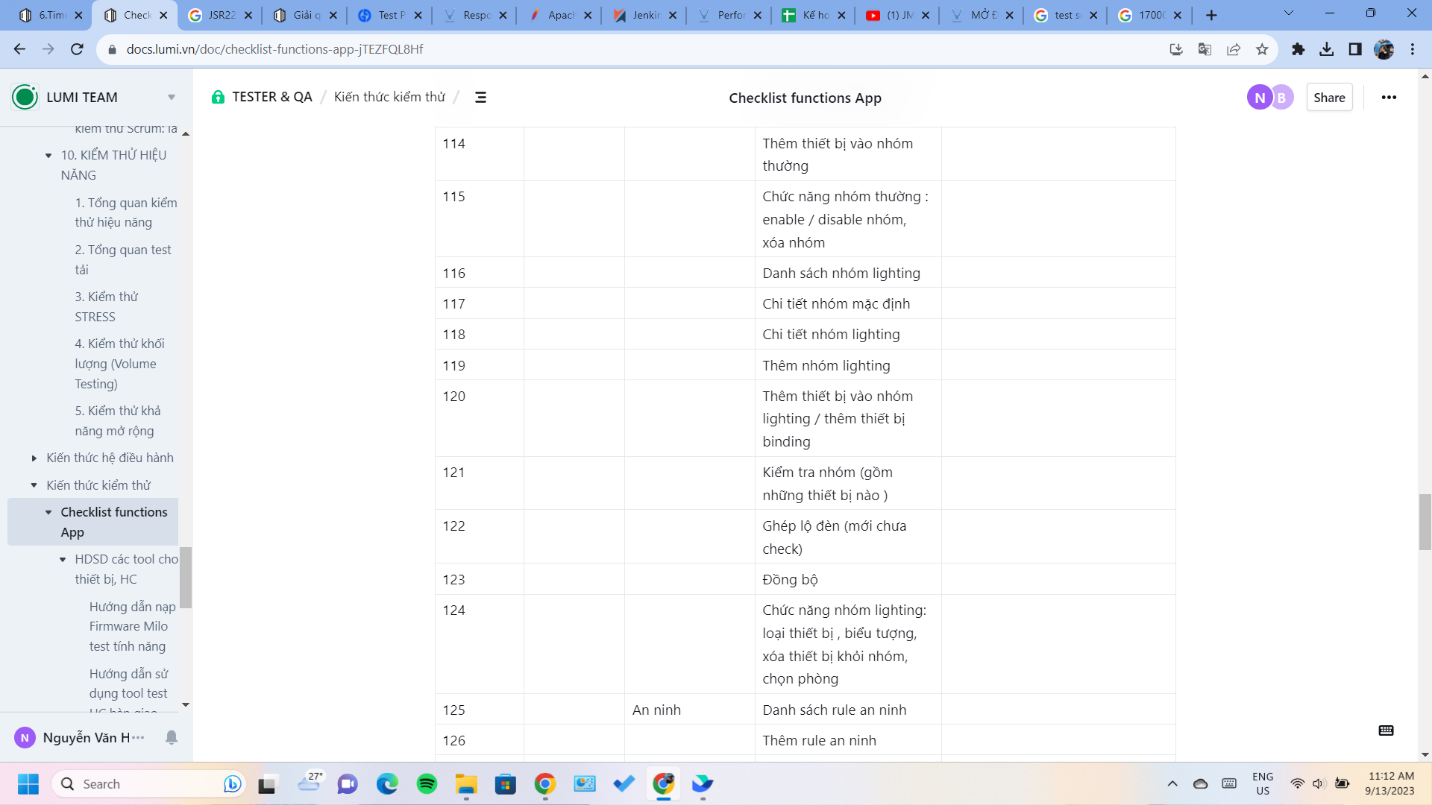 6.Tim
Check
JSR22
Giải q
Test P
Respo
Apach
Jenkin
Perfor
Kế ho
(1) JM
MỞ Đ
test se
17000
docs.lumi.vn/doc/checklist-functions-app-jTEZFQL8Hf
LUMI TEAM
TESTER & QA / Kiến thức kiểm thử /
Checklist functions App
N
B
Share
kiểm thử Scrum: là
10. KIỂM THỬ HIỆU
NĂNG
1. Tổng quan kiểm
thử hiệu năng
2. Tổng quan test
tải
3. Kiểm thử
STRESS
4. Kiểm thử khối
lượng (Volume
Testing)
5. Kiểm thử khả
năng mở rộng
Kiến thức hệ điều hành
Kiến thức kiểm thử
Checklist functions
App
HDSD các tool cho
thiết bị, HC
Hướng dẫn nạp
Firmware Milo
test tính năng
Hướng dẫn sử
dụng tool test
HC bàn giao
N
Nguyễn Văn H
114 Thêm thiết bị vào nhóm
thường
115 Chức năng nhóm thường :
enable / disable nhóm,
xóa nhóm
116 Danh sách nhóm lighting
117 Chi tiết nhóm mặc định
118 Chi tiết nhóm lighting
119 Thêm nhóm lighting
120 Thêm thiết bị vào nhóm
lighting / thêm thiết bị
binding
121 Kiểm tra nhóm (gồm
những thiết bị nào )
122 Ghép lộ đèn (mới chưa
check)
123 Đồng bộ
124 Chức năng nhóm lighting:
loại thiết bị , biểu tượng,
xóa thiết bị khỏi nhóm,
chọn phòng
125 An ninh Danh sách rule an ninh
126 Thêm rule an ninh
Search
27°
ENG
US
11:12 AM
9/13/2023